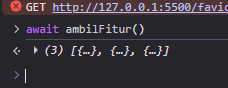 GET http://127.0.0.1:5500/favic
> await ambilFitur()
<· ▶ (3) [{…}, {…}, {…}]
>